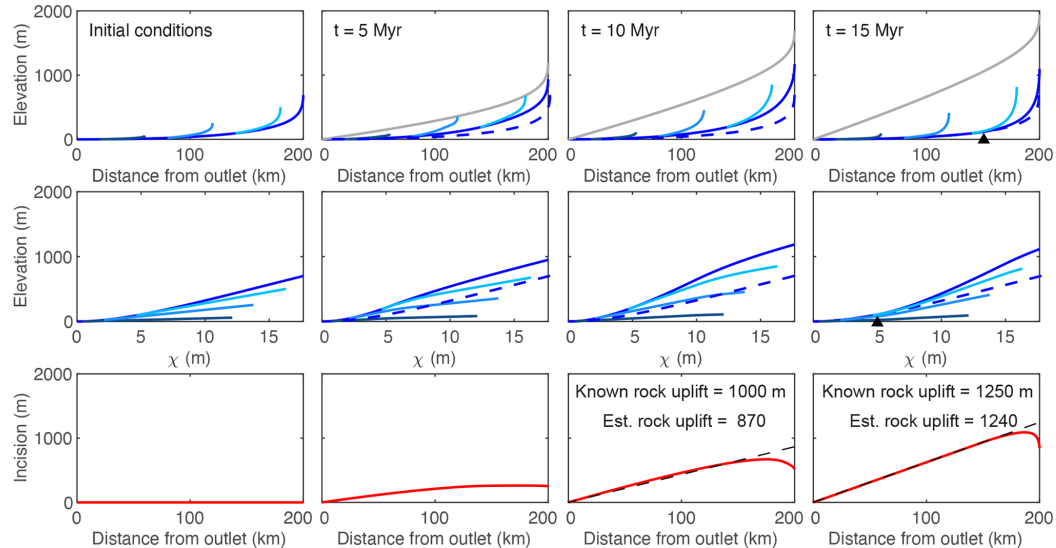 Initial conditions
t = 5 Myr
t = 10 Myr
t = 15 Myr
Elevation (m)
2000
1000
0
0
100
200
0
100
200
0
100
200
0
100
200
Distance from outlet (km)
Distance from outlet (km)
Distance from outlet (km)
Distance from outlet (km)
Elevation (m)
2000
1000
0
0
5
10
15
0
5
10
15
0
5
10
15
0
5
10
15
χ (m)
χ (m)
χ (m)
χ (m)
Incision (m)
2000
1000
0
Known rock uplift = 1000 m
Est. rock uplift = 870
Known rock uplift = 1250 m
Est. rock uplift = 1240
0
100
200
0
100
200
0
100
200
0
100
200
Distance from outlet (km)
Distance from outlet (km)
Distance from outlet (km)
Distance from outlet (km)